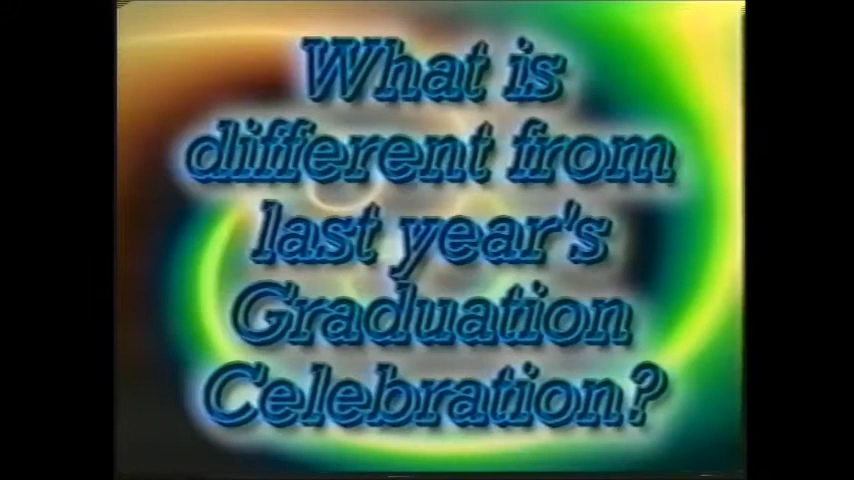 What is
different from
last year's
Graduation
Celebration?